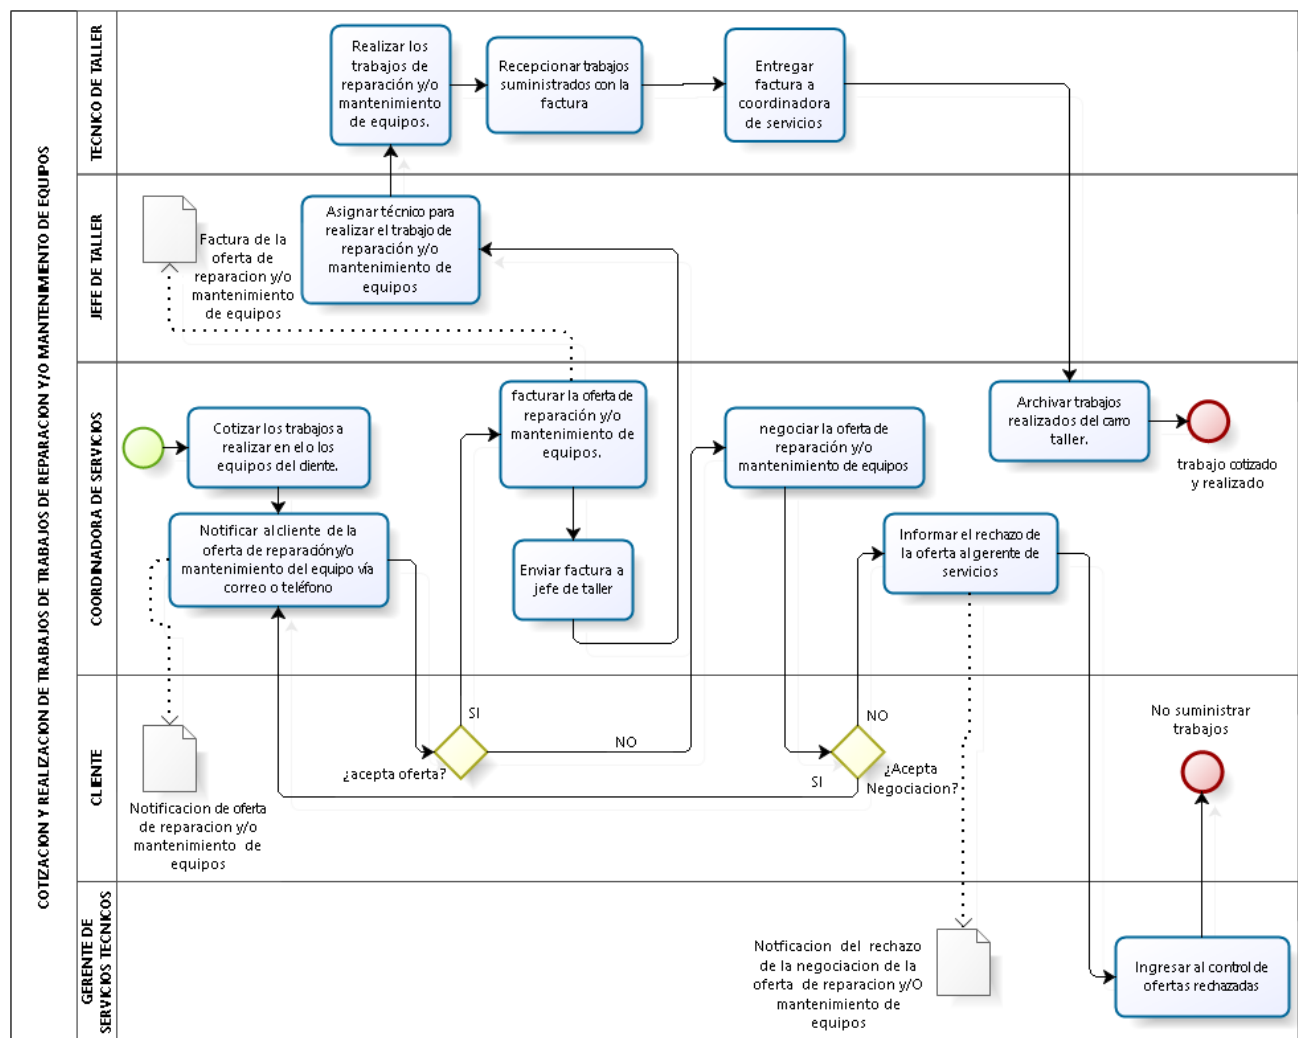 COTIZACION Y REALIZACION DE TRABAJOS DE TRABAJOS DE REPARACION Y/O MANTENIMIENTO DE EQUIPOS
TECNICO DE TALLER
Realizar los
trabajos de
reparación y/o
mantenimiento
de equipos.
Recepcionar trabajos
suministrados con la
factura
Entregar
factura a
coordinadora
de servicios
JEFE DE TALLER
Factura de la
oferta de
reparacion y/o
mantenimiento
de equipos
Asignar técnico para
realizar el trabajo de
reparación y/o
mantenimiento de
equipos
COORDINADORA DE SERVICIOS
Cotizar los trabajos a
realizar en el o los
equipos del cliente.
Notificar al cliente de la
oferta de reparación y/o
mantenimiento del equipo vía
correo o teléfono
facturar la oferta de
reparación y/o
mantenimiento de
equipos.
Enviar factura a
jefe de taller
negociar la oferta de
reparación y/o
mantenimiento de equipos
Informar el rechazo de
la oferta al gerente de
servicios
Archivar trabajos
realizados del carro
taller.
trabajo cotizado
y realizado
CLIENTE
Notificacion de oferta
de reparacion y/o
mantenimiento de
equipos
¿acepta oferta?
SI
NO
NO
SI
¿Acepta
Negociacion?
No suministrar
trabajos
GERENTE DE
SERVICIOS TECNICOS
Notficacion del rechazo
de la negociacion de la
oferta de reparacion y/O
mantenimiento de
equipos
Ingresar al control de
ofertas rechazadas